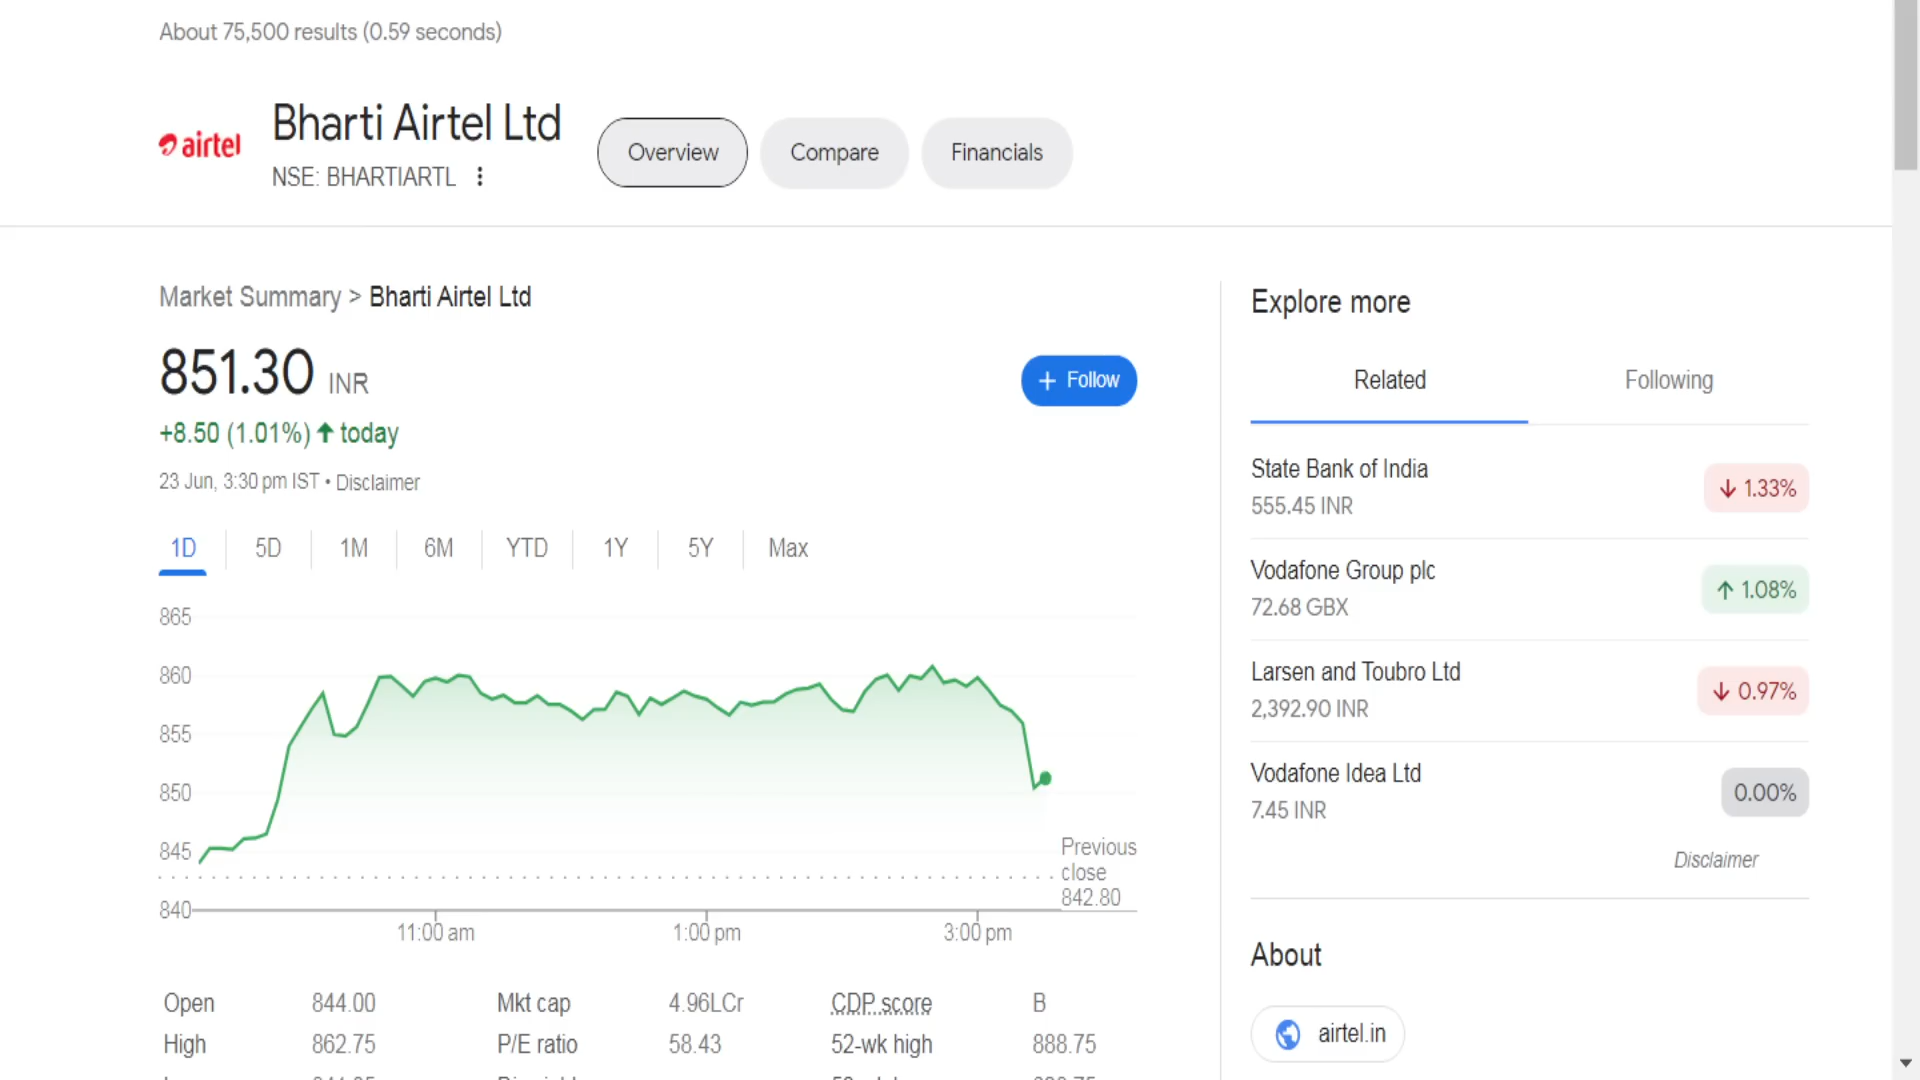 About 75,500 results (0.59 seconds)
airtel
Bharti Airtel Ltd
NSE: BHARTIARTL
Overview
Compare
Financials
Market Summary > Bharti Airtel Ltd
851.30 INR
+ Follow
+8.50 (1.01%) ↑ today
23 Jun, 3:30 pm IST • Disclaimer
1D 5D 1M 6M YTD 1Y 5Y Max
865
860
855
850
845
840
Previous
close
842.80
11:00 am 1:00 pm 3:00 pm
Open 844.00 Mkt cap 4.96LCr CDP score B
High 862.75 P/E ratio 58.43 52-wk high 888.75
Explore more
Related Following
State Bank of India
555.45 INR
↓ 1.33%
Vodafone Group plc
72.68 GBX
↑ 1.08%
Larsen and Toubro Ltd
2,392.90 INR
↓ 0.97%
Vodafone Idea Ltd
7.45 INR
0.00%
Disclaimer
About
airtel.in